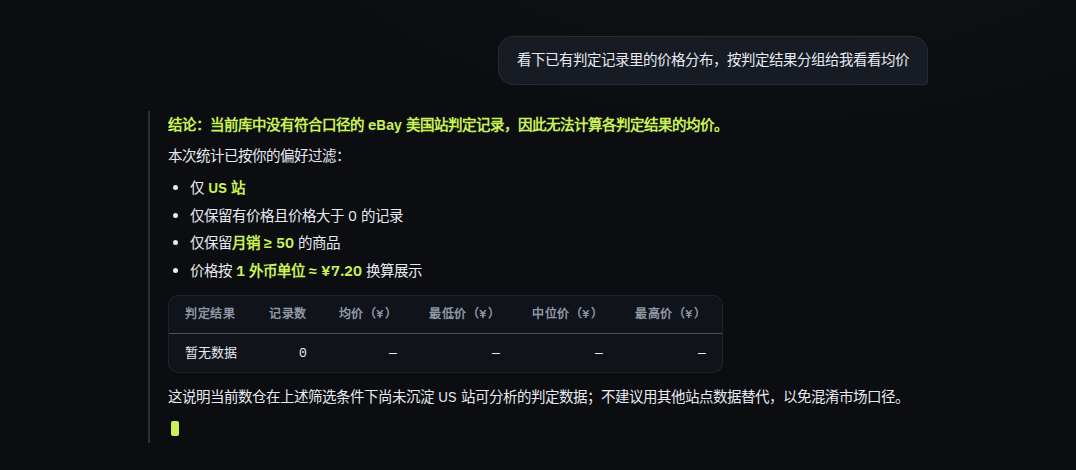 看下已有判定记录里的价格分布，按判定结果分组给我看看均价
结论：当前库中没有符合口径的 eBay 美国站判定记录，因此无法计算各判定结果的均价。
本次统计已按你的偏好过滤：
仅 US 站
仅保留有价格且价格大于 0 的记录
仅保留月销 ≥ 50 的商品
价格按 1 外币单位 ≈ ¥7.20 换算展示
判定结果 记录数 均价（¥） 最低价（¥） 中位价（¥） 最高价（¥）
暂无数据 0 — — — —
这说明当前数仓在上述筛选条件下尚未沉淀 US 站可分析的判定数据；不建议用其他站点数据替代，以免混淆市场口径。